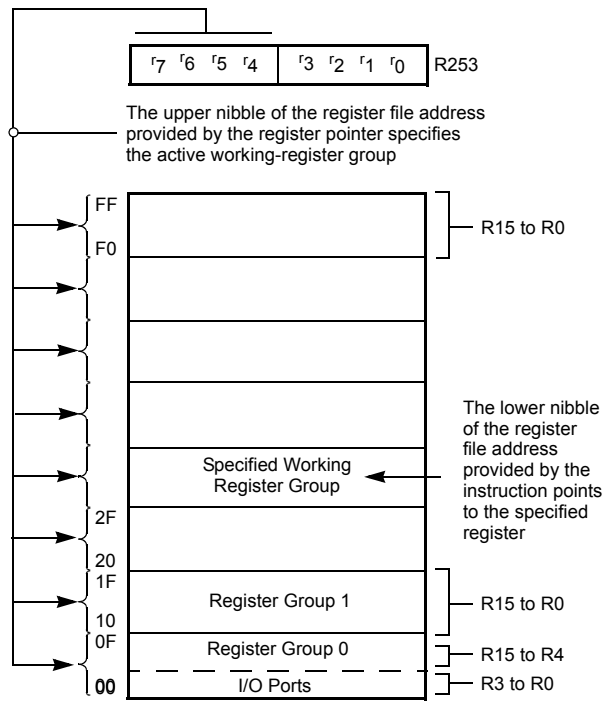 r7 r6 r5 r4 r3 r2 r1 r0 R253
The upper nibble of the register file address
provided by the register pointer specifies
the active working-register group
FF
R15 to R0
F0
The lower nibble
of the register
file address
provided by the
instruction points
to the specified
register
Specified Working
Register Group
2F
20
1F
Register Group 1
R15 to R0
10
0F
Register Group 0
R15 to R4
00
I/O Ports
R3 to R0